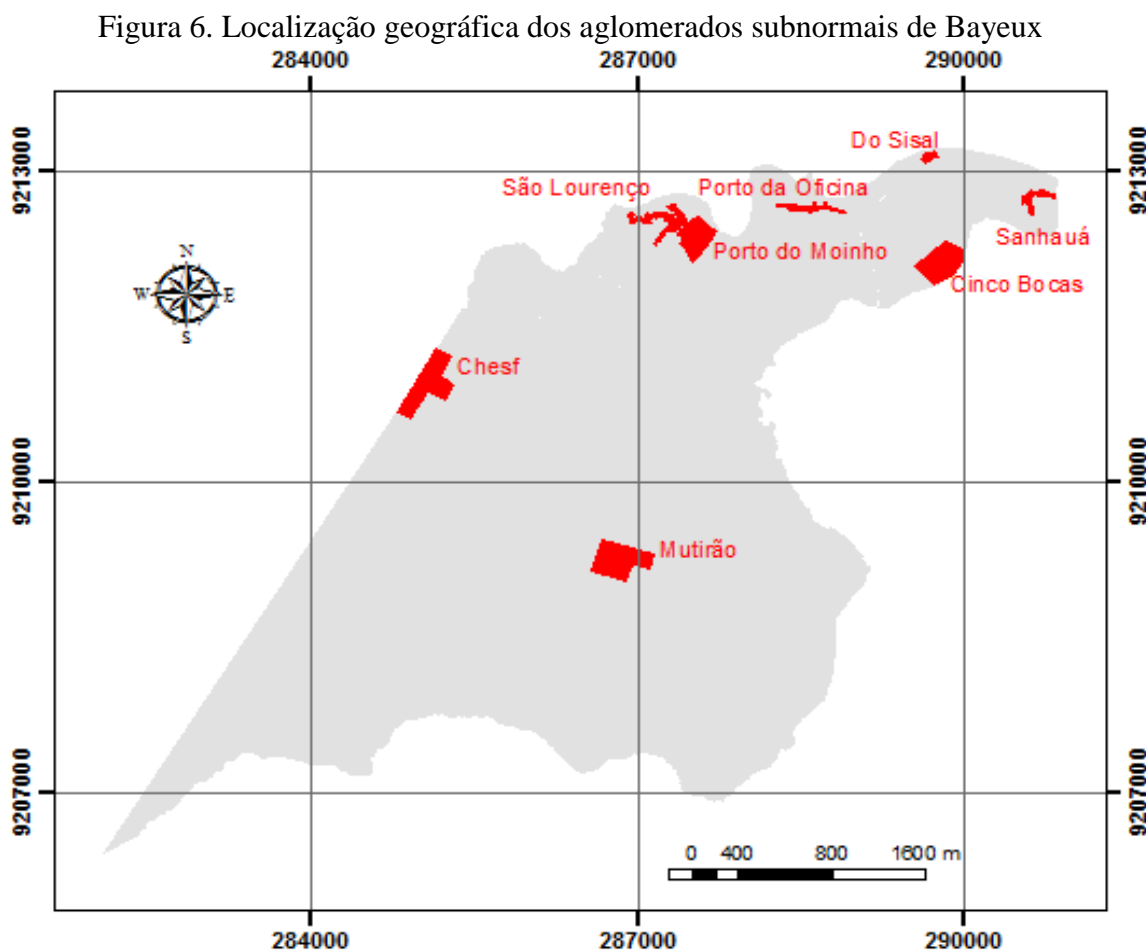 Figura 6. Localização geográfica dos aglomerados subnormais de Bayeux
284000 287000 290000
Do Sisal
9213000 9213000
São Lourenço Porto da Oficina
Sanhauá
Porto do Moinho
N
Cinco Bocas
W E
S
Chesf
9210000 9210000
Mutirão
9207000 9207000
0 400 800 1600 m
284000 287000 290000